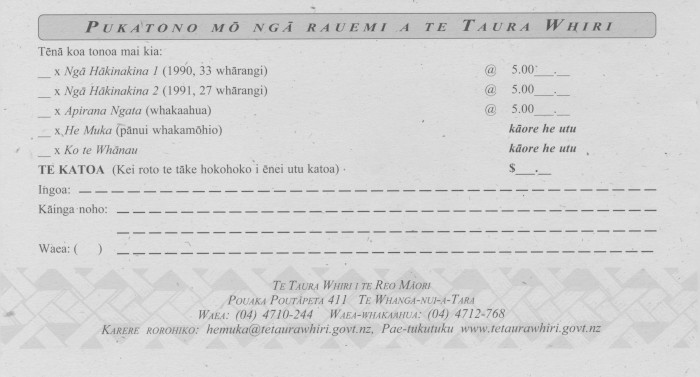 PUKATONO MŌ NGĀ RAUEMI A TE TAURA WHIRI
Tēnā koa tonoa mai kia:
__ x Ngā Hākinakina 1 (1990, 33 whārangi) @ 5.00___.__
__ x Ngā Hākinakina 2 (1991, 27 whārangi) @ 5.00___.__
__ x Apirana Ngata (whakaahua) @ 5.00___.__
__ x He Muka (pānui whakamōhio) kāore he utu
__ x Ko te Whānau kāore he utu
TE KATOA (Kei roto te tāke hokohoko i ēnei utu katoa) $___.__
Ingoa:
Kāinga noho:
Waea: ( )
TE TAURA WHIRI I TE REO MĀORI
POUAKA POUTĀPETA 411 TE WHANGA-NUI-A-TARA
WAEA: (04) 4710-244 WAEA-WHAKAAHUA: (04) 4712-768
KARERE ROROHIKO: hemuka@tetaurawhiri.govt.nz, Pae-tukutuku www.tetaurawhiri.govt.nz